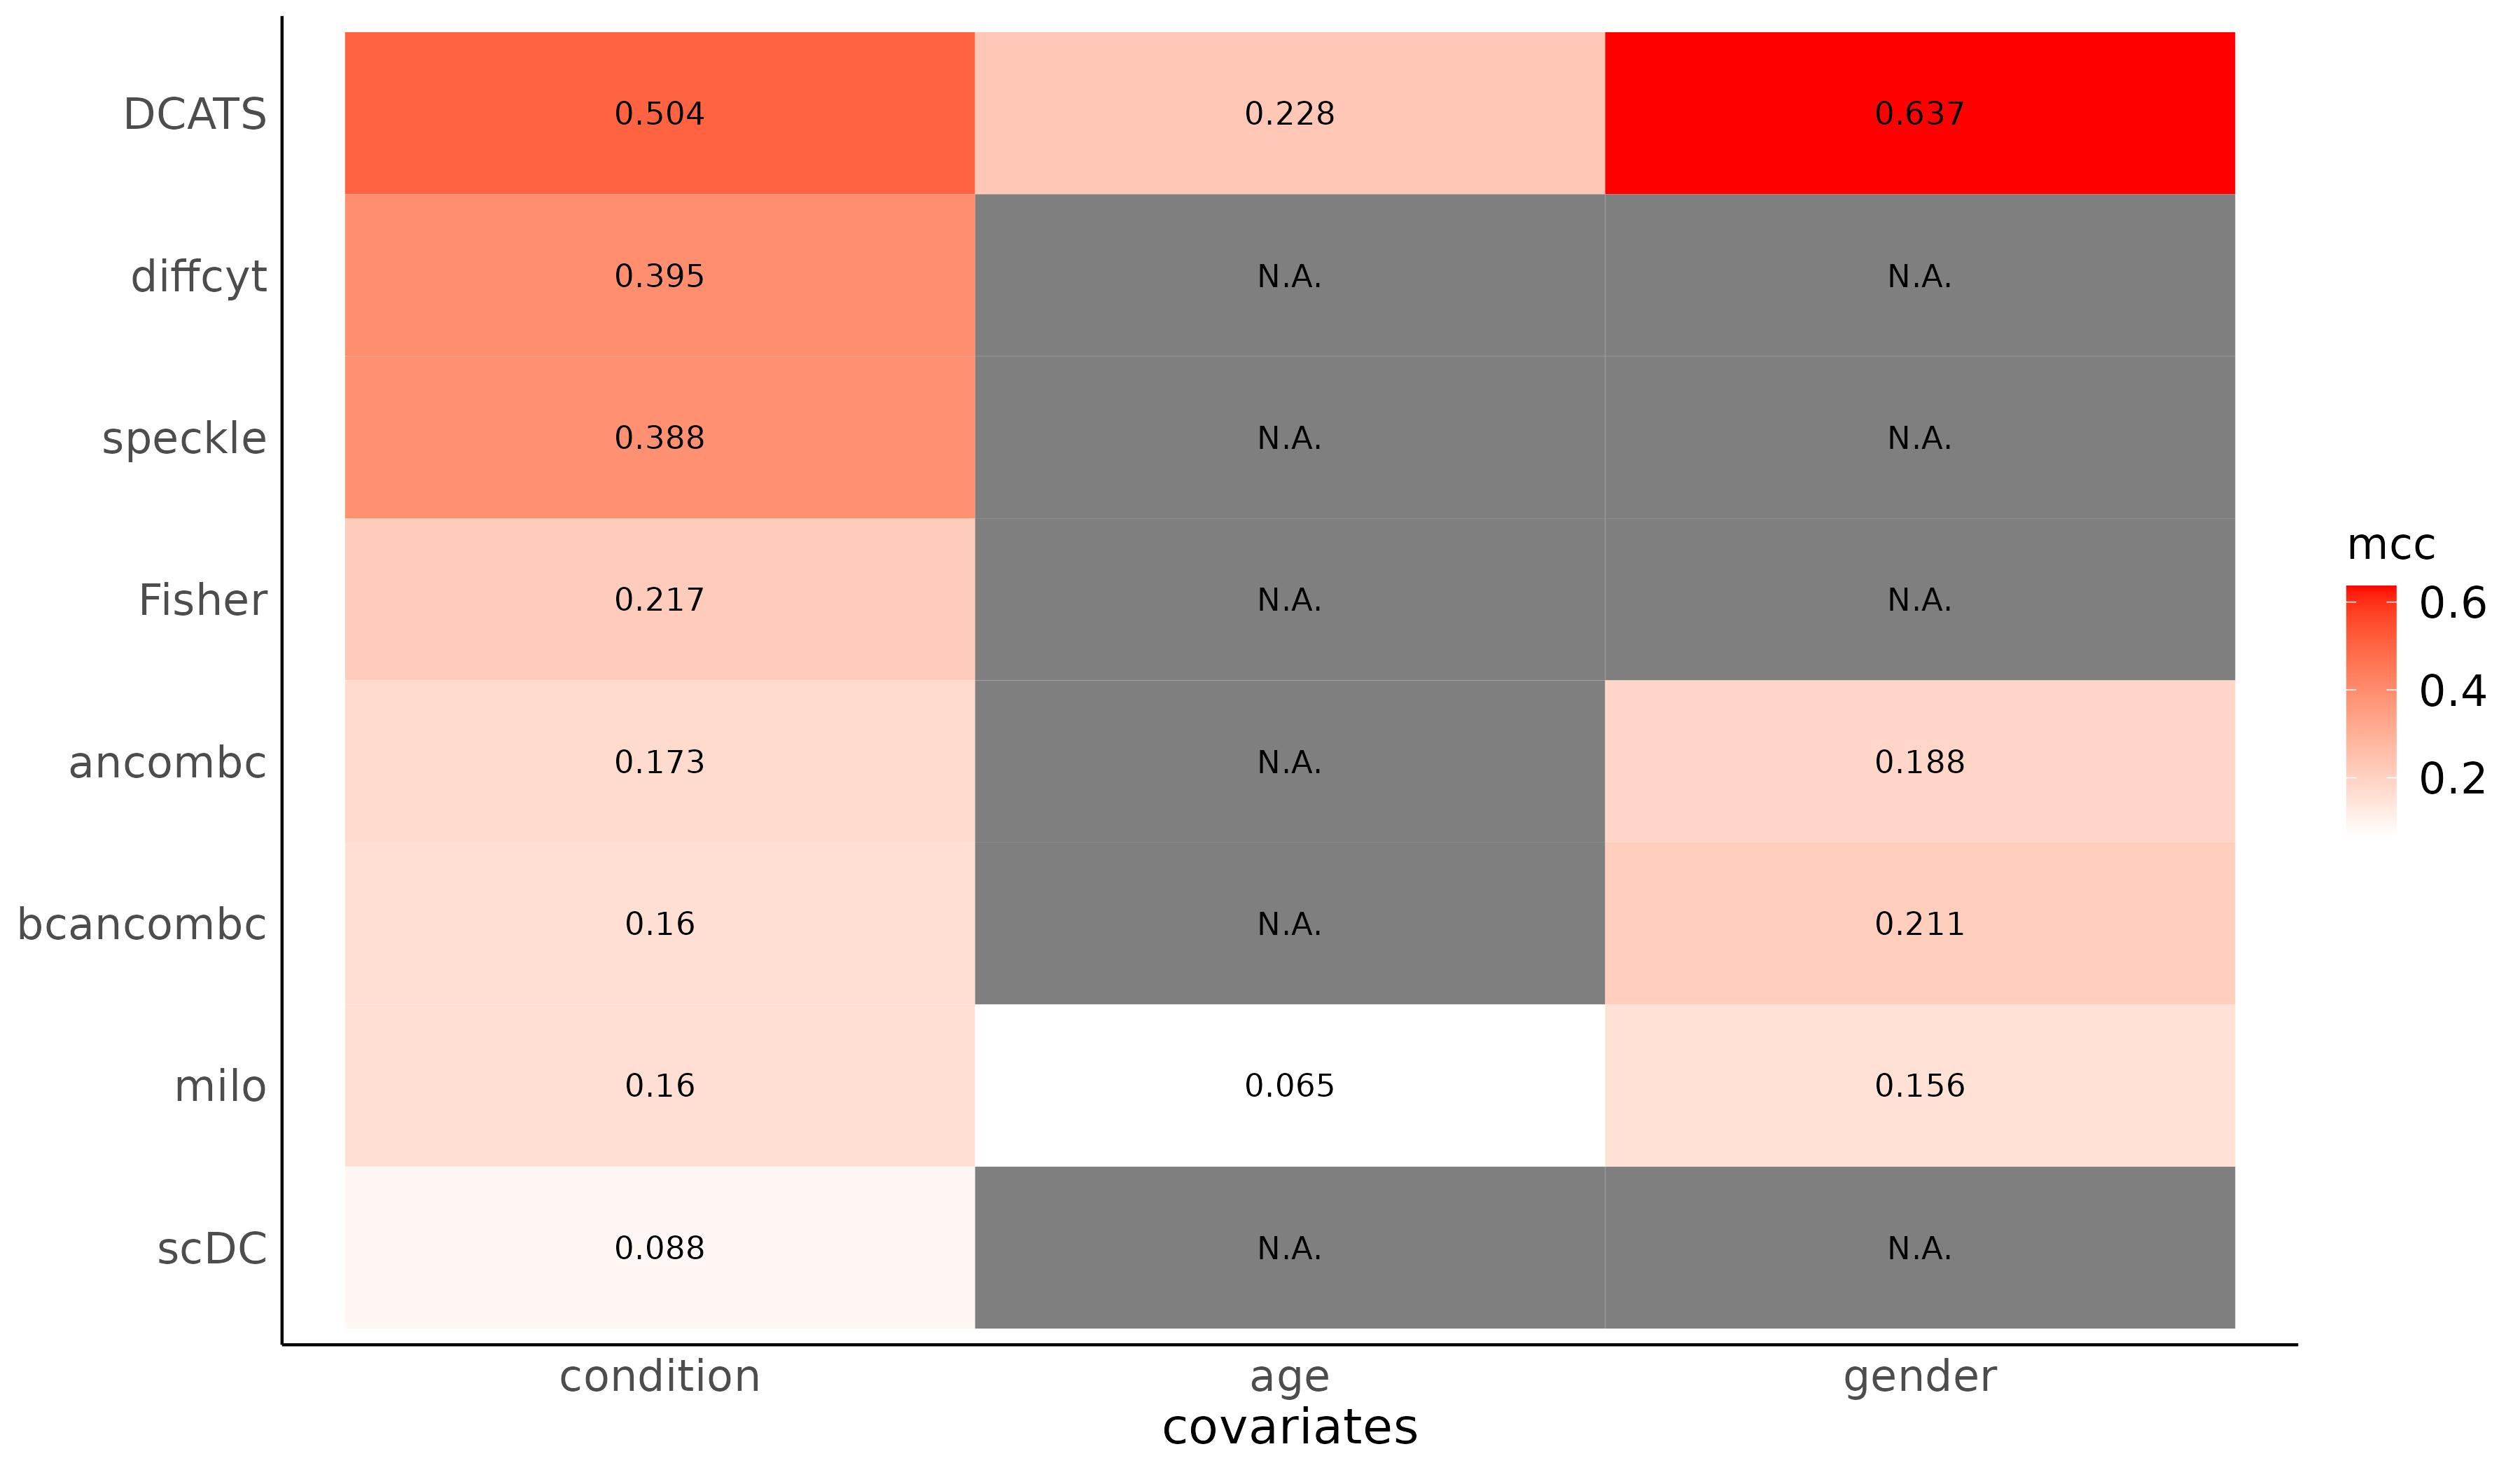 DCATS 0.504 0.228 0.637
diffcyt 0.395 N.A. N.A.
speckle 0.388 N.A. N.A.
Fisher 0.217 N.A. N.A.
ancombc 0.173 N.A. 0.188
bcancombc 0.16 N.A. 0.211
milo 0.16 0.065 0.156
scDC 0.088 N.A. N.A.
condition age gender
covariates
mcc
0.6
0.4
0.2